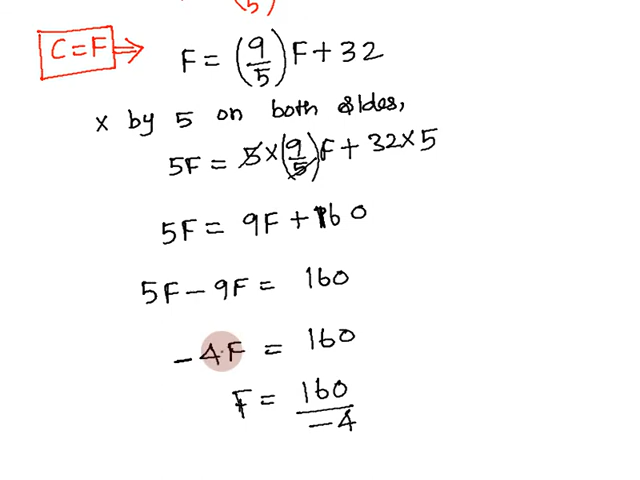 5)
C = F → F = (9/5) F + 32
x by 5 on both sides,
5F = 5 × (9/5) F + 32 × 5
5F = 9F + 160
5F - 9F = 160
- 4F = 160
F = 160/-4